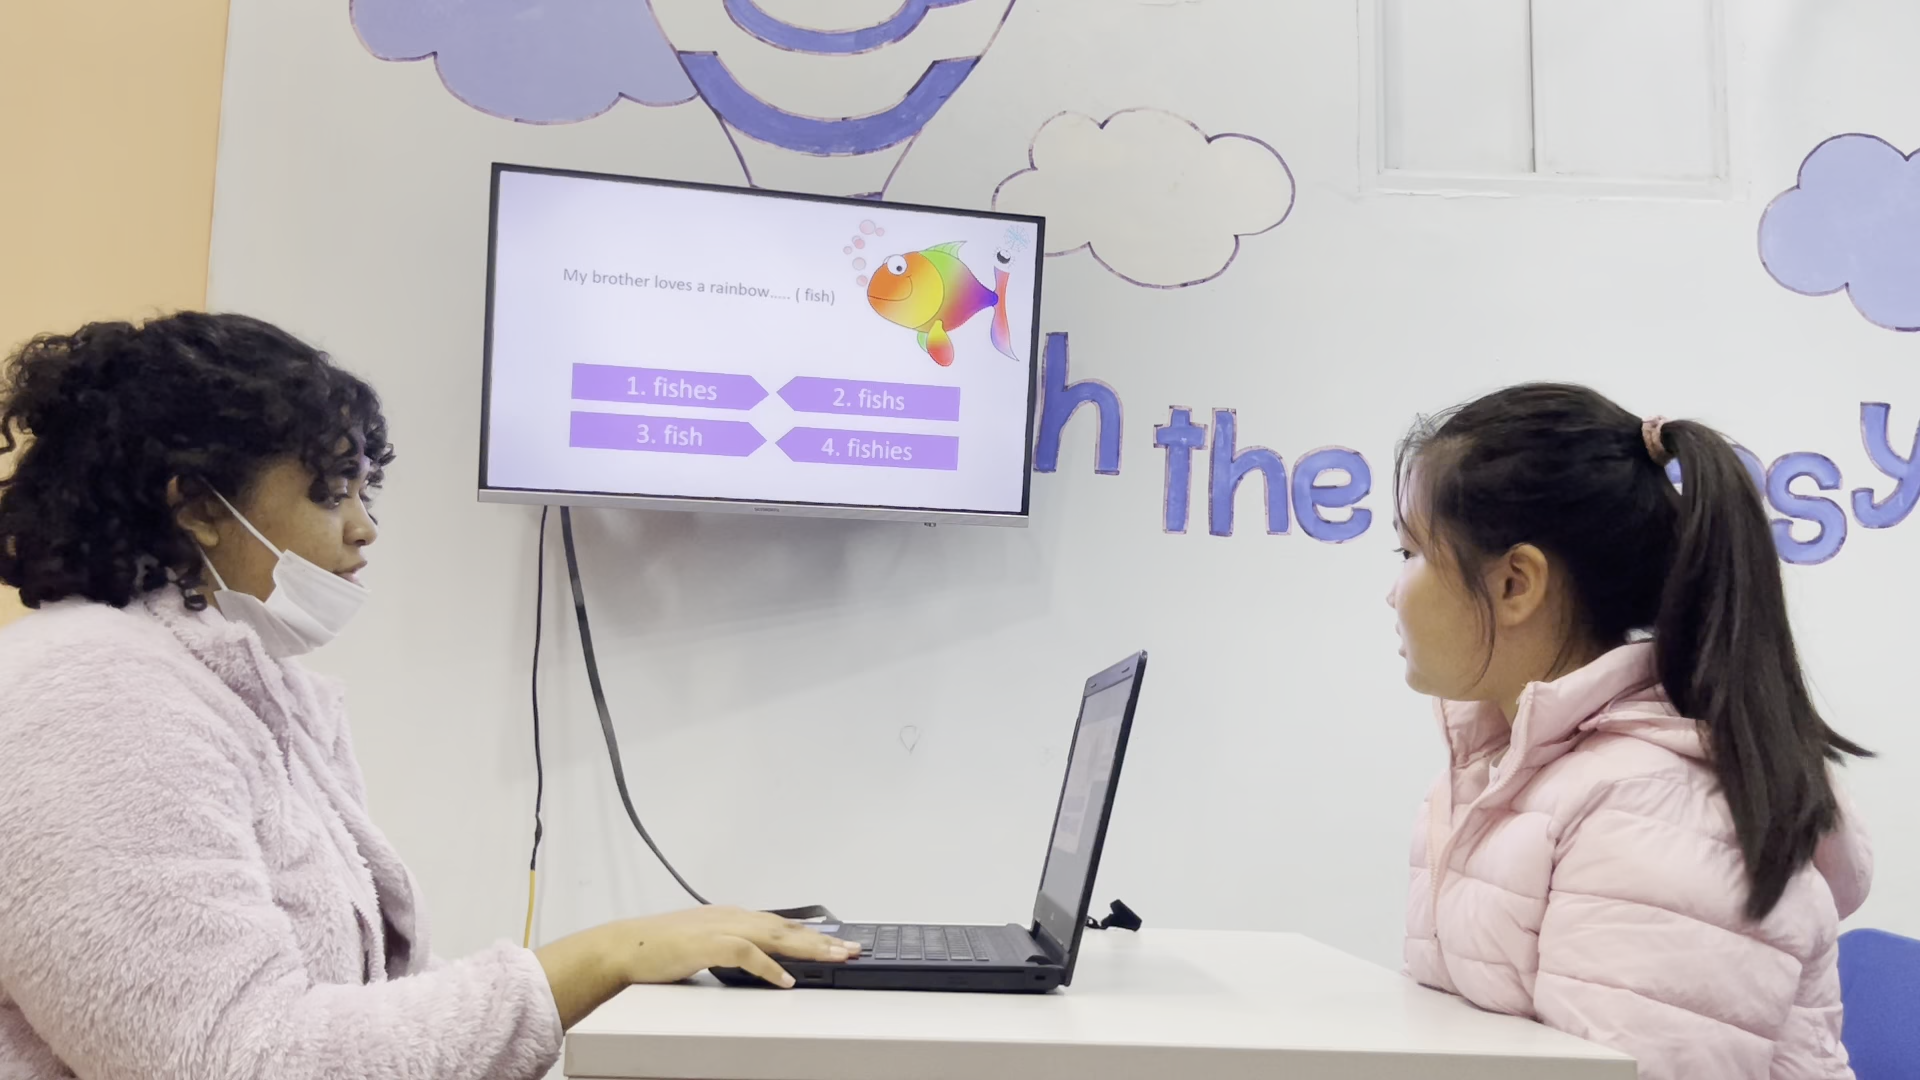 My brother loves a rainbow..... ( fish)
1. fishes
2. fishs
3. fish
4. fishies
the